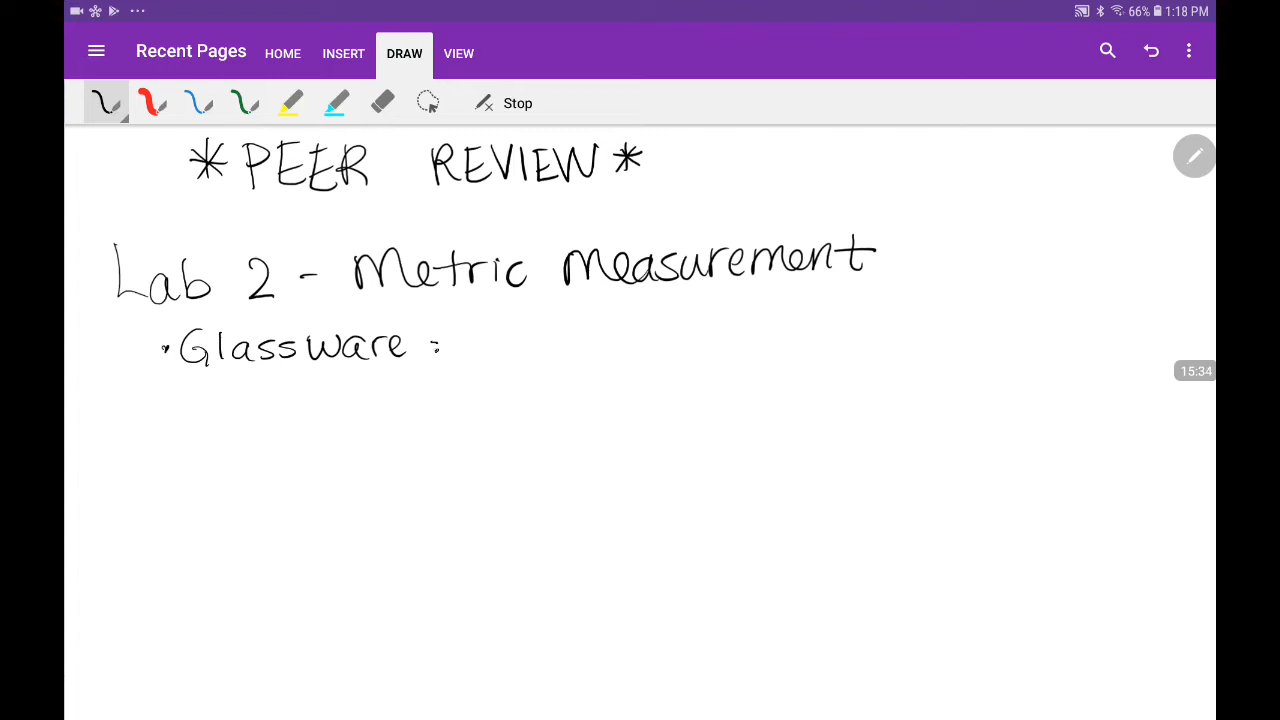 66% 1:18 PM
Recent Pages HOME INSERT DRAW VIEW
Stop
*PEER REVIEW*
Lab 2 - Metric Measurement
• Glassware :
15:34